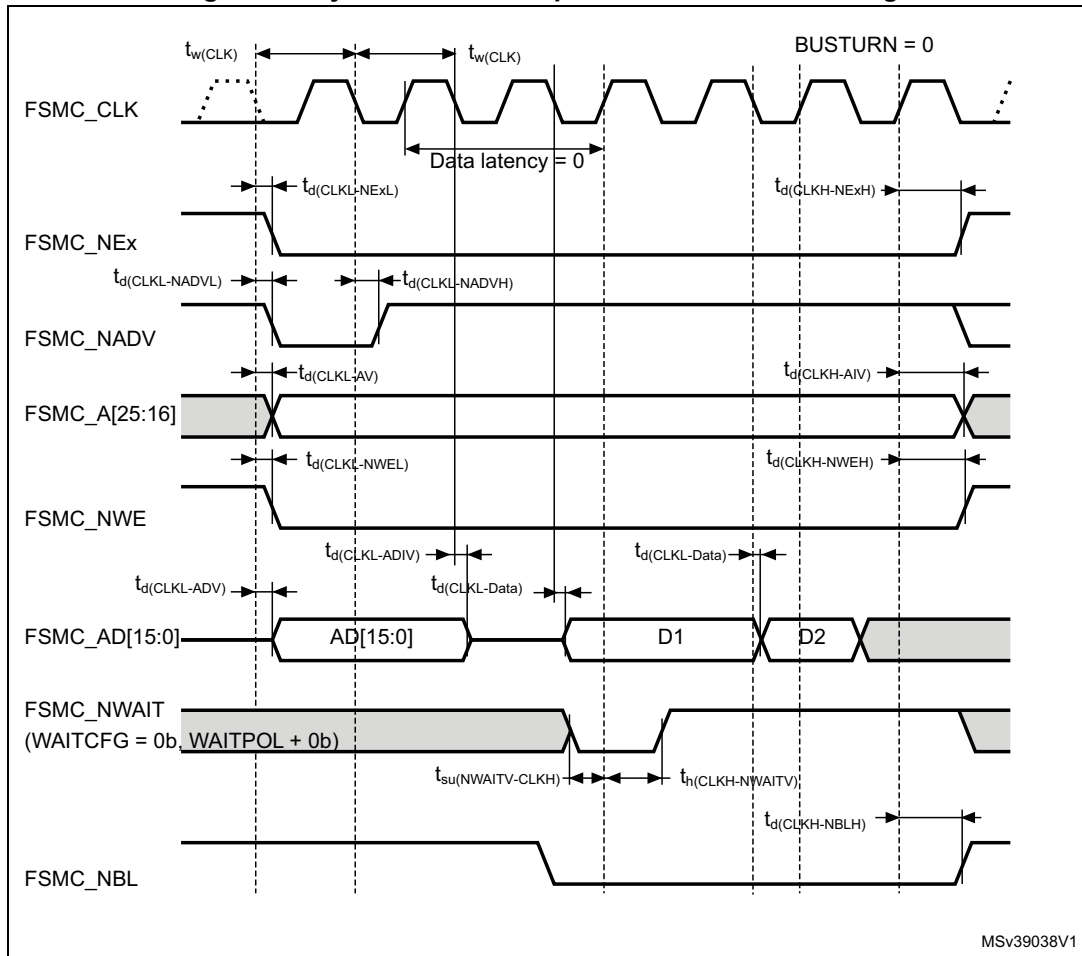 BUSTURN = 0
tw(CLK) tw(CLK)
FSMC_CLK
Data latency = 0
td(CLKL-NExL) td(CLKH-NExH)
FSMC_NEx
td(CLKL-NADVL) td(CLKL-NADVH)
FSMC_NADV
td(CLKL-AV) td(CLKH-AIV)
FSMC_A[25:16]
td(CLKL-NWEL) td(CLKH-NWEH)
FSMC_NWE
td(CLKL-ADIV) td(CLKL-Data)
td(CLKL-ADV) td(CLKL-Data)
FSMC_AD[15:0] AD[15:0] D1 D2
FSMC_NWAIT
(WAITCFG = 0b, WAITPOL + 0b)
tsu(NWAITV-CLKH) th(CLKH-NWAITV)
td(CLKH-NBLH)
FSMC_NBL
MSv39038V1